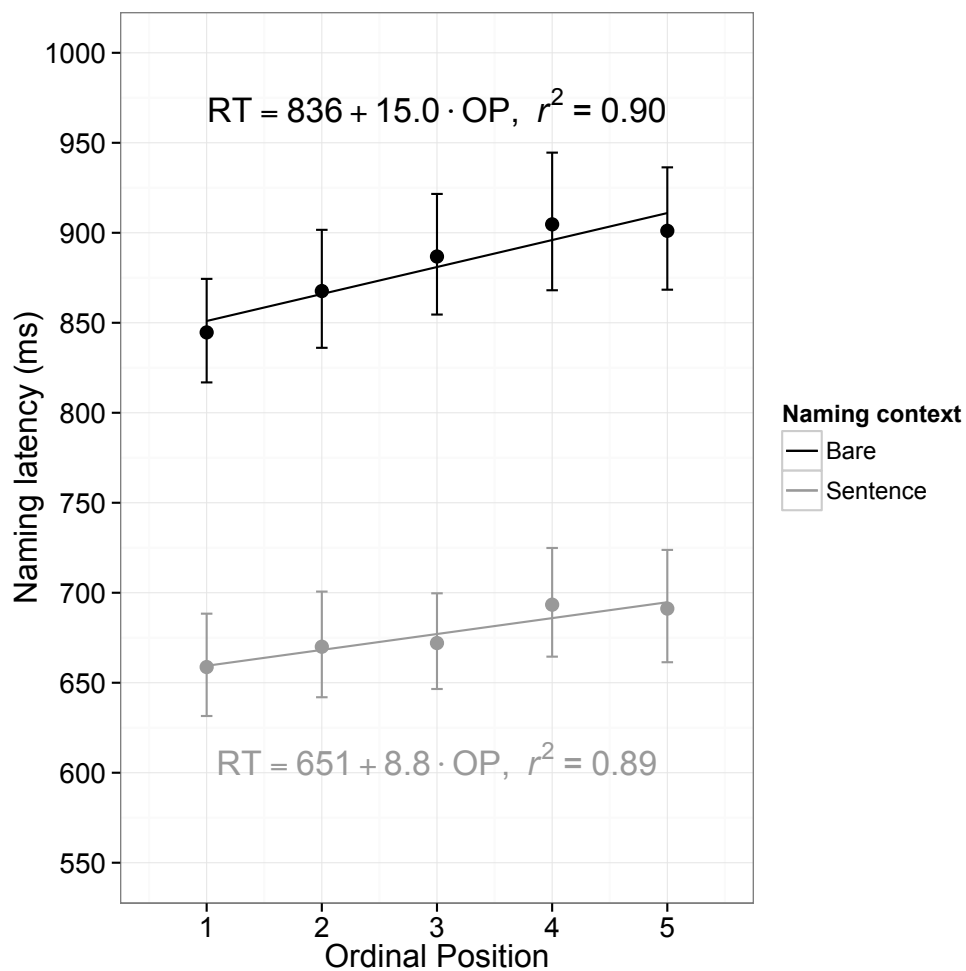 1000
RT = 836 + 15.0 · OP, r² = 0.90
950
900
850
800
750
700
650
RT = 651 + 8.8 · OP, r² = 0.89
600
550
Naming latency (ms)
1 2 3 4 5
Ordinal Position
Naming context
Bare
Sentence